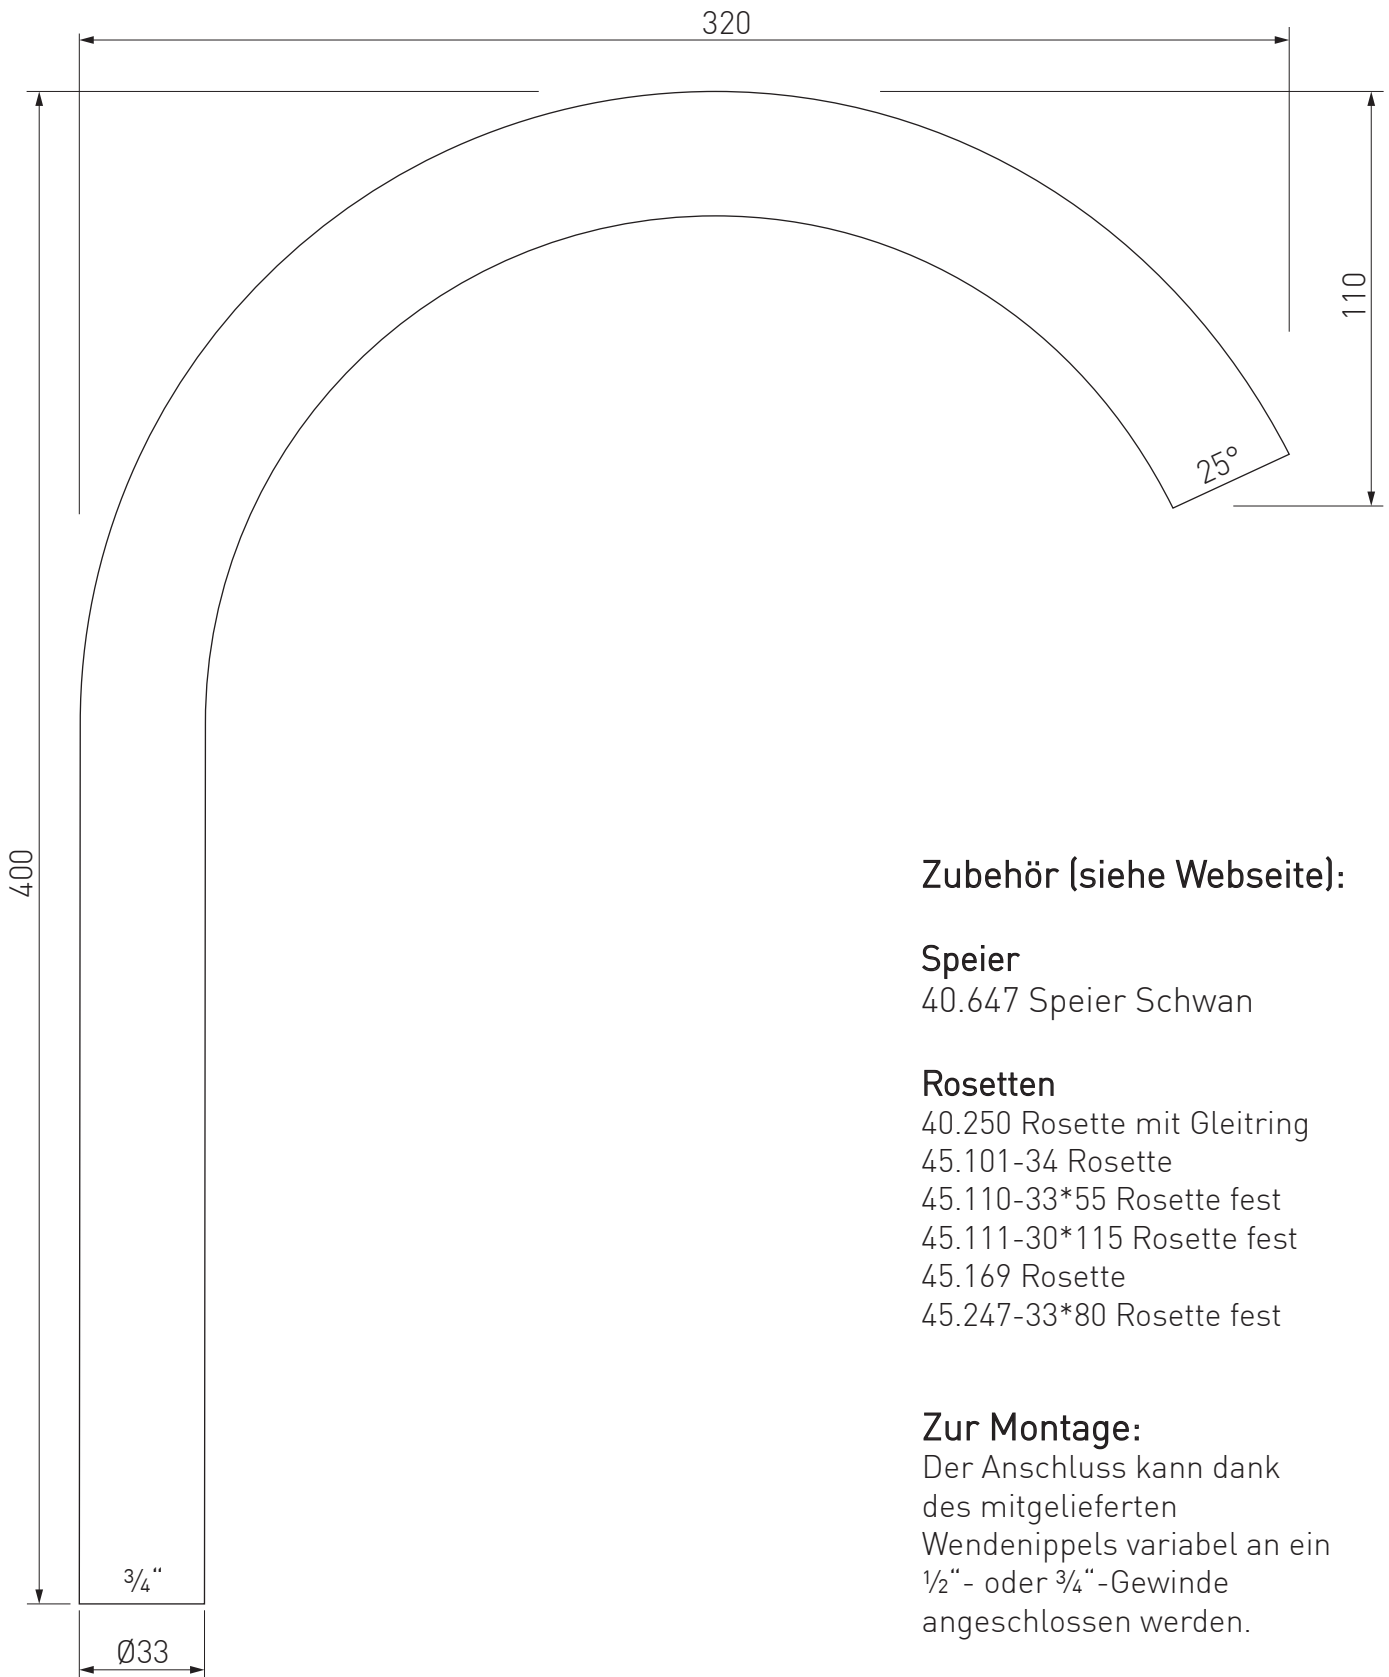 320
110
25°
400
Zubehör (siehe Webseite):
Speier
40.647 Speier Schwan
Rosetten
40.250 Rosette mit Gleitring
45.101-34 Rosette
45.110-33*55 Rosette fest
45.111-30*115 Rosette fest
45.169 Rosette
45.247-33*80 Rosette fest
Zur Montage:
Der Anschluss kann dank
des mitgelieferten
Wendenippels variabel an ein
½“- oder ¾“-Gewinde
angeschlossen werden.
¾“
Ø33